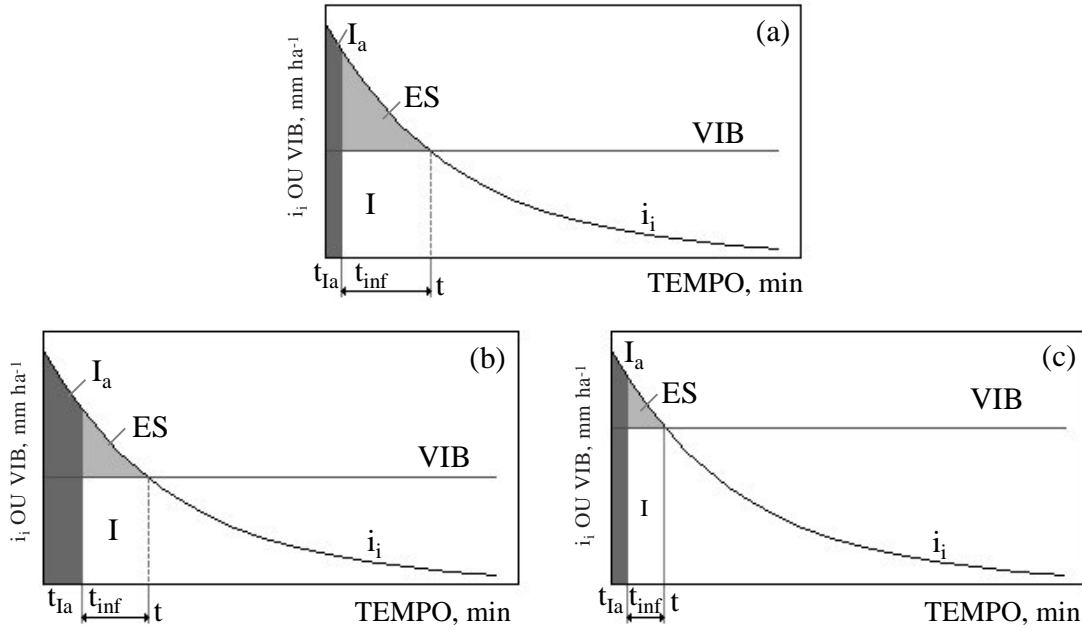 (a)
I_a
ES
VIB
I
i_i
i_i OU VIB, mm ha⁻¹
t_Ia t_inf t TEMPO, min
(b)
I_a
ES
VIB
I
i_i
i_i OU VIB, mm ha⁻¹
t_Ia t_inf t TEMPO, min
(c)
I_a
ES
VIB
I
i_i
i_i OU VIB, mm ha⁻¹
t_Ia t_inf t TEMPO, min